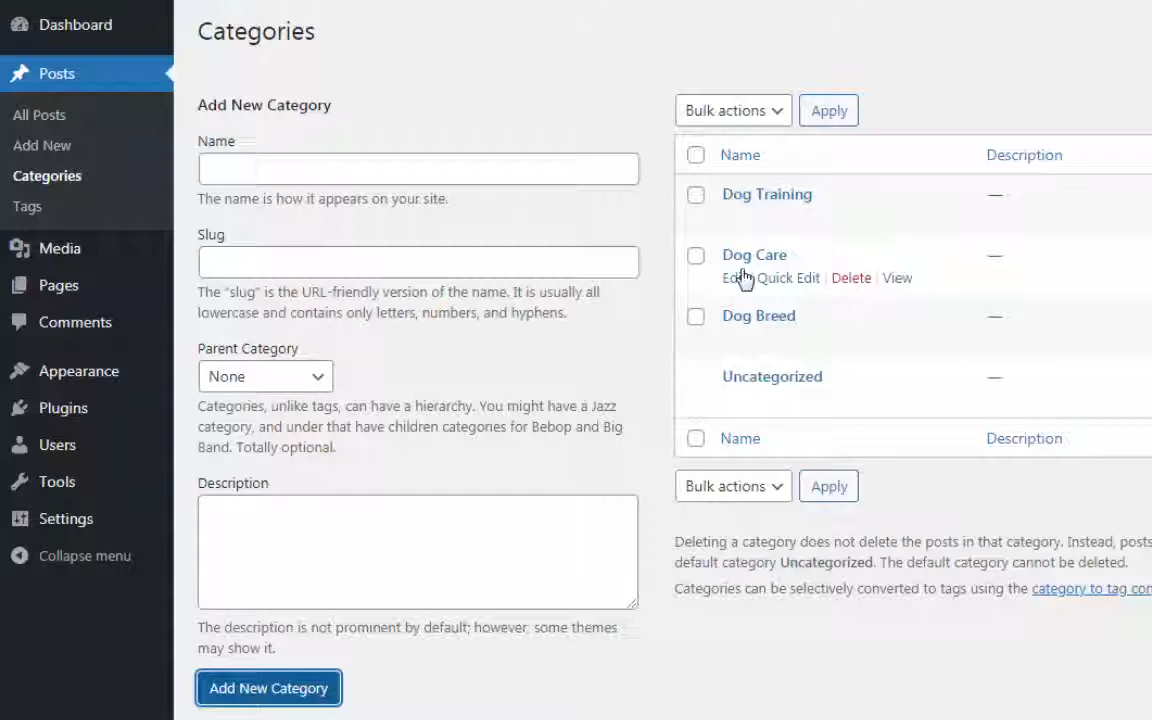 Dashboard
Posts
All Posts
Add New
Categories
Tags
Media
Pages
Comments
Appearance
Plugins
Users
Tools
Settings
Collapse menu
Categories
Add New Category
Name
The name is how it appears on your site.
Slug
The “slug” is the URL-friendly version of the name. It is usually all
lowercase and contains only letters, numbers, and hyphens.
Parent Category
None
Categories, unlike tags, can have a hierarchy. You might have a Jazz
category, and under that have children categories for Bebop and Big
Band. Totally optional.
Description
The description is not prominent by default; however, some themes
may show it.
Add New Category
Bulk actions Apply
Name Description
Dog Training —
Dog Care —
Quick Edit | Delete | View
Dog Breed —
Uncategorized —
Name Description
Bulk actions Apply
Deleting a category does not delete the posts in that category. Instead, posts
default category Uncategorized. The default category cannot be deleted.
Categories can be selectively converted to tags using the category to tag